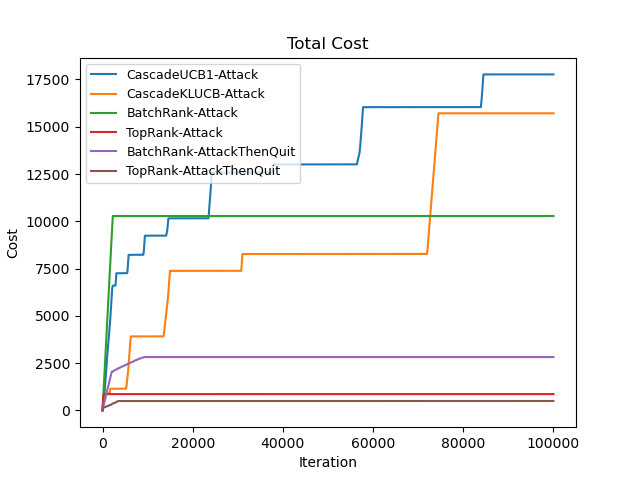 Total Cost
CascadeUCB1-Attack
CascadeKLUCB-Attack
BatchRank-Attack
TopRank-Attack
BatchRank-AttackThenQuit
TopRank-AttackThenQuit
17500
15000
12500
10000
7500
5000
2500
0
Cost
0 20000 40000 60000 80000 100000
Iteration